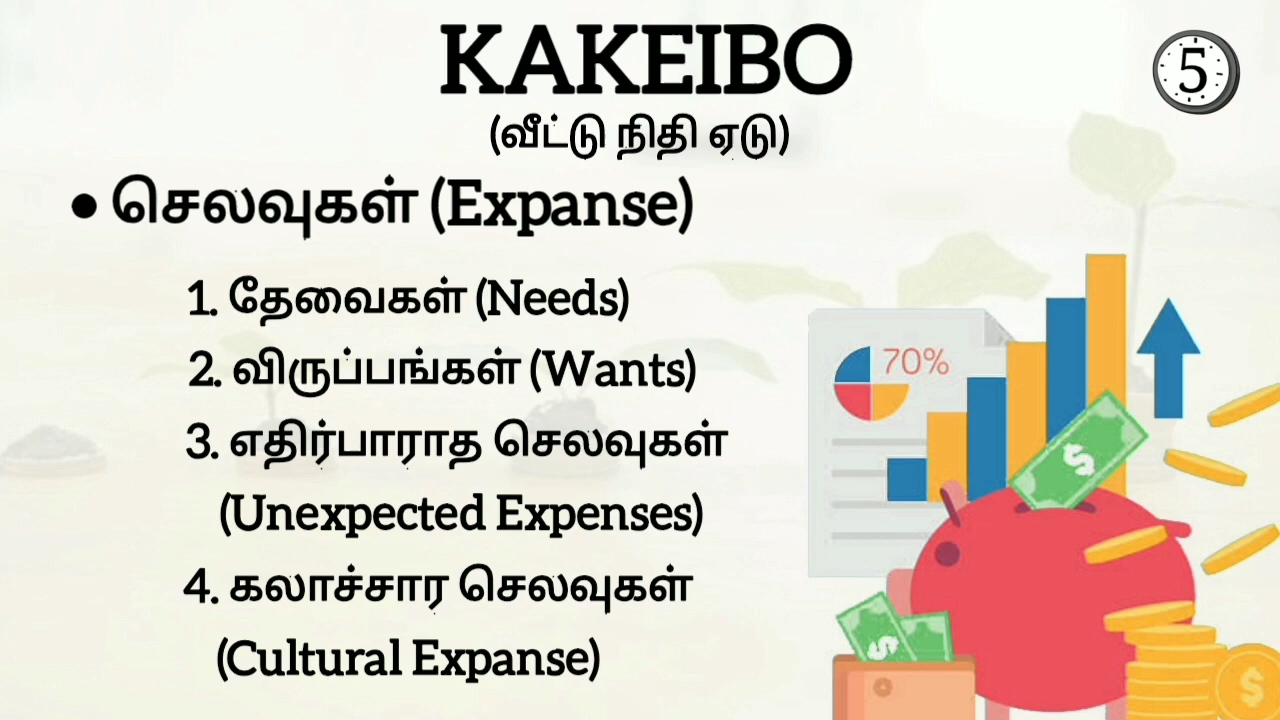 KAKEIBO
5
(வீட்டு நிதி ஏடு)
• செலவுகள் (Expanse)
1. தேவைகள் (Needs)
2. விருப்பங்கள் (Wants)
3. எதிர்பாராத செலவுகள்
(Unexpected Expenses)
4. கலாச்சார செலவுகள்
(Cultural Expanse)
70%
$
$
$